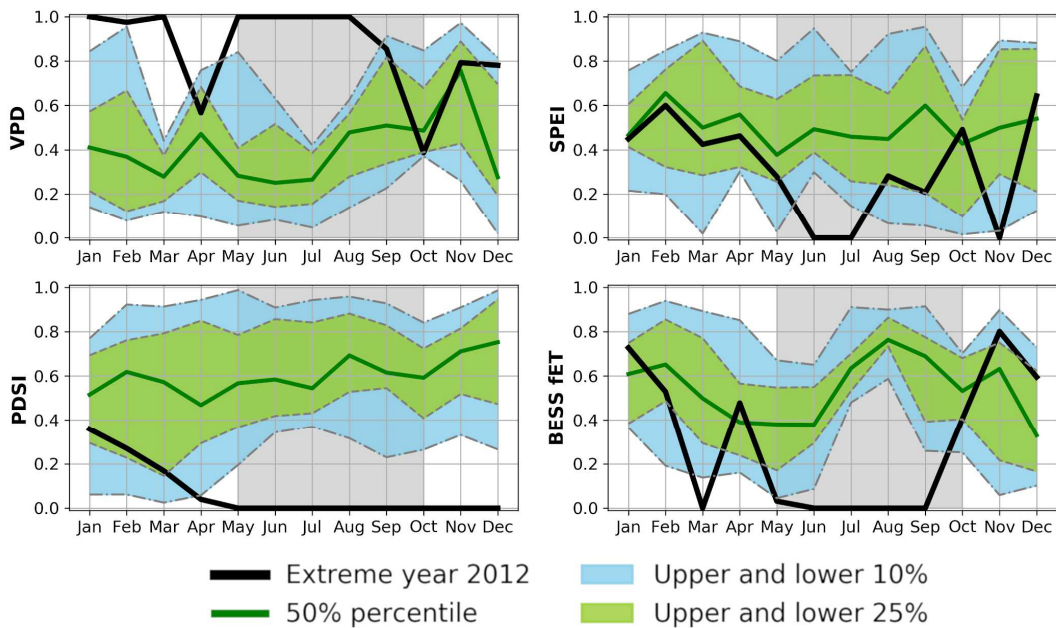 VPD
1.0
0.8
0.6
0.4
0.2
0.0
Jan Feb Mar Apr May Jun Jul Aug Sep Oct Nov Dec
SPEI
1.0
0.8
0.6
0.4
0.2
0.0
Jan Feb Mar Apr May Jun Jul Aug Sep Oct Nov Dec
PDSI
1.0
0.8
0.6
0.4
0.2
0.0
Jan Feb Mar Apr May Jun Jul Aug Sep Oct Nov Dec
BESS fET
1.0
0.8
0.6
0.4
0.2
0.0
Jan Feb Mar Apr May Jun Jul Aug Sep Oct Nov Dec
Extreme year 2012
50% percentile
Upper and lower 10%
Upper and lower 25%